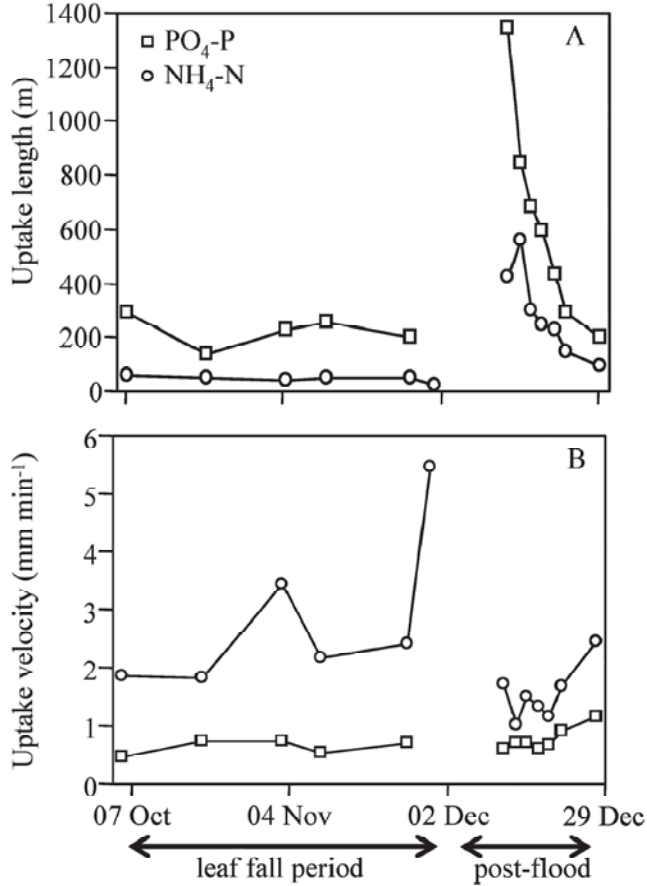 1400
1200
1000
800
600
400
200
0
Uptake length (m)
PO₄-P
NH₄-N
A
6
5
4
3
2
1
0
Uptake velocity (mm min⁻¹)
B
07 Oct
04 Nov
02 Dec
29 Dec
leaf fall period
post-flood